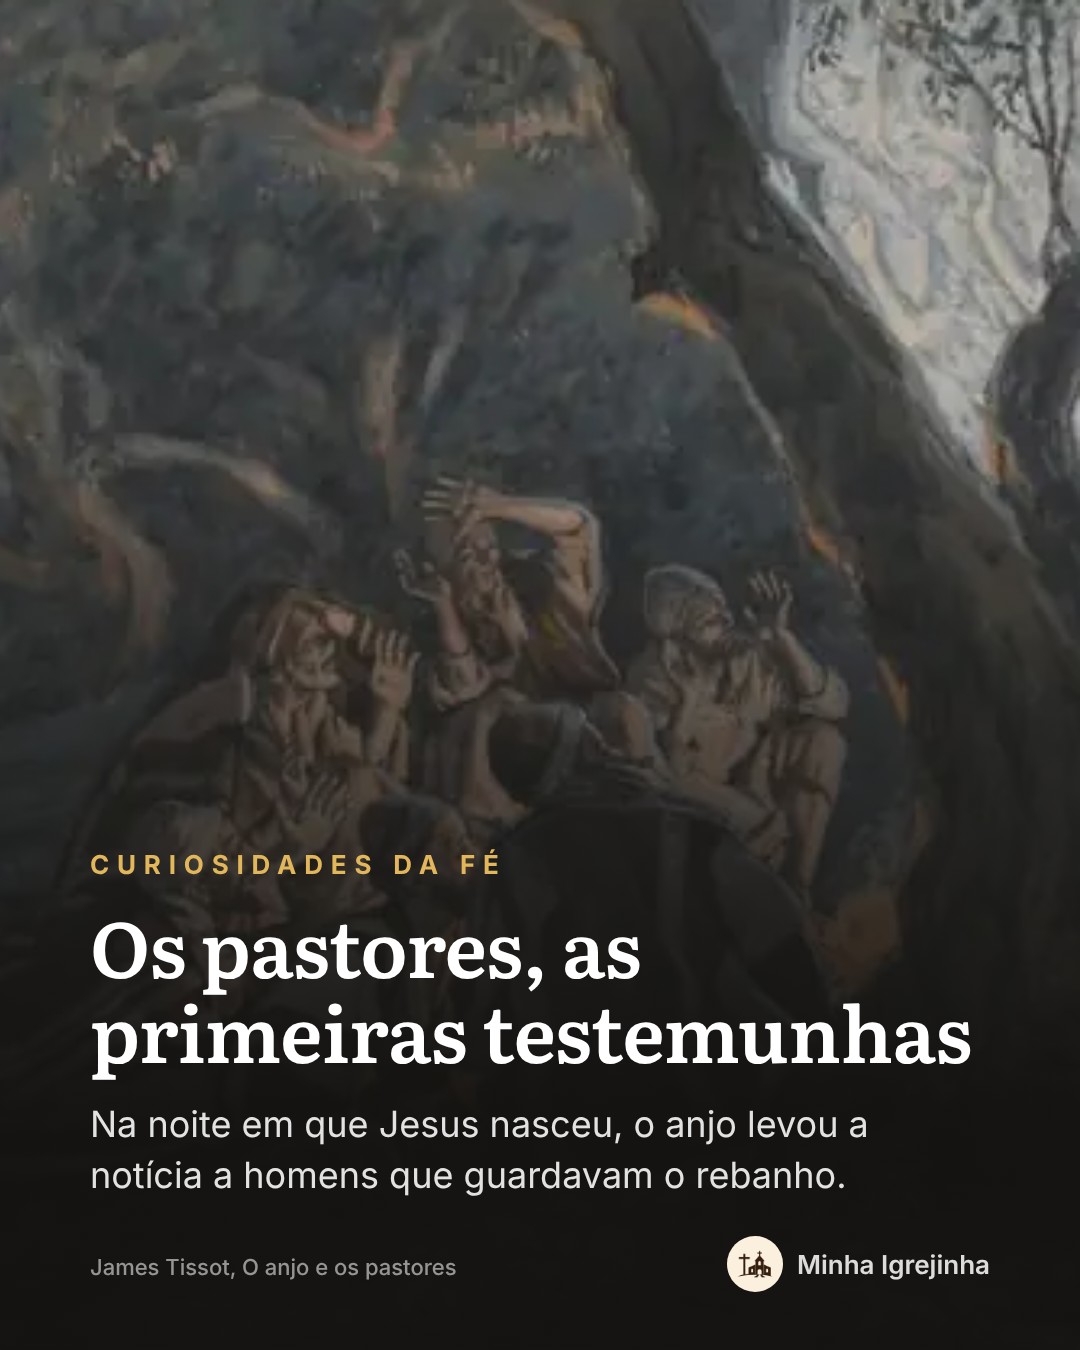 CURIOSIDADES DA FÉ
Os pastores, as
primeiras testemunhas
Na noite em que Jesus nasceu, o anjo levou a
notícia a homens que guardavam o rebanho.
James Tissot, O anjo e os pastores
Minha Igrejinha